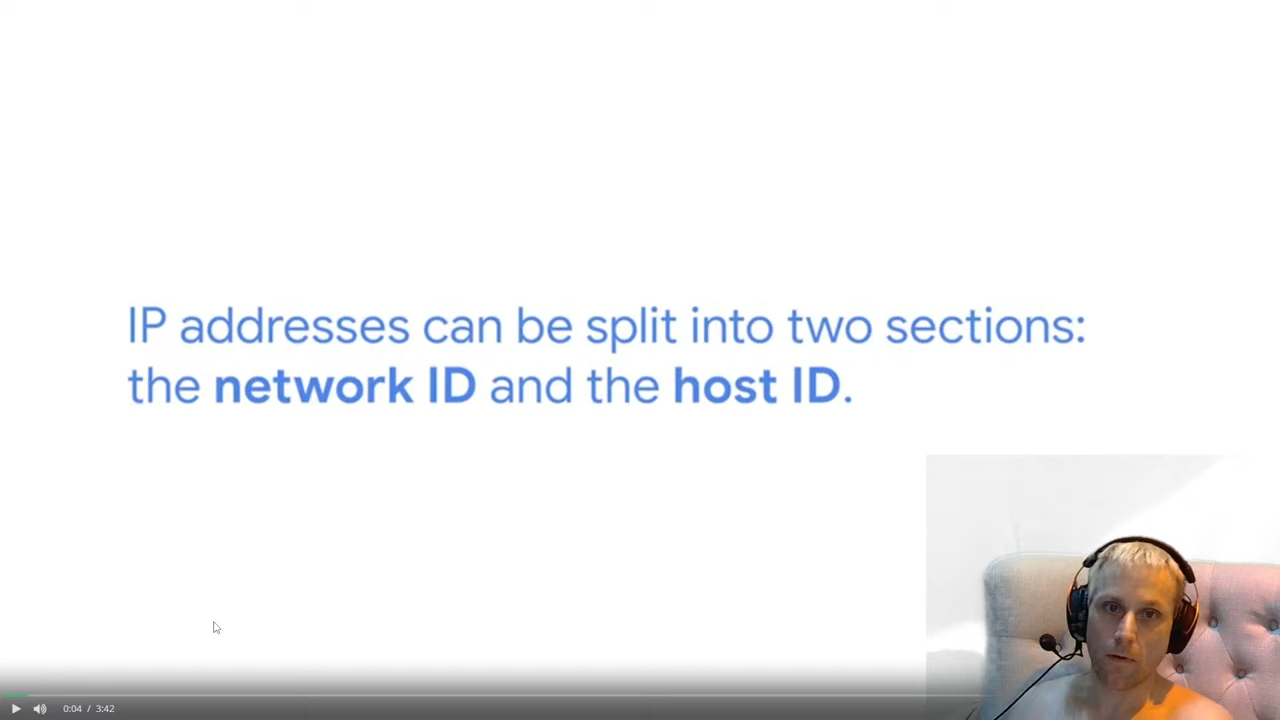 IP addresses can be split into two sections:
the network ID and the host ID.
0:04 / 3:42